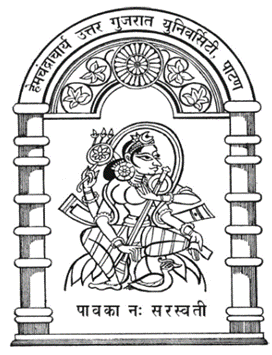 हेमचंद्राचार्य उत्तर गुजरात युनिवर्सिटी, पाटण
पावका नः सरस्वती